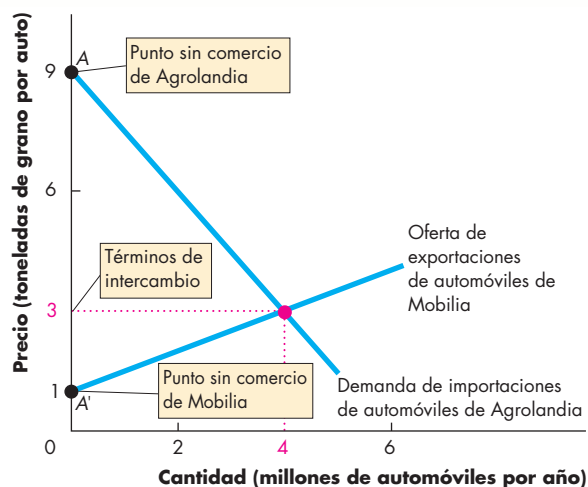 Precio (toneladas de grano por auto)
9
6
3
1
0
A
Punto sin comercio
de Agrolandia
Términos de
intercambio
Oferta de
exportaciones
de automóviles de
Mobilia
A'
Punto sin comercio
de Mobilia
Demanda de importaciones
de automóviles de Agrolandia
2
4
6
Cantidad (millones de automóviles por año)